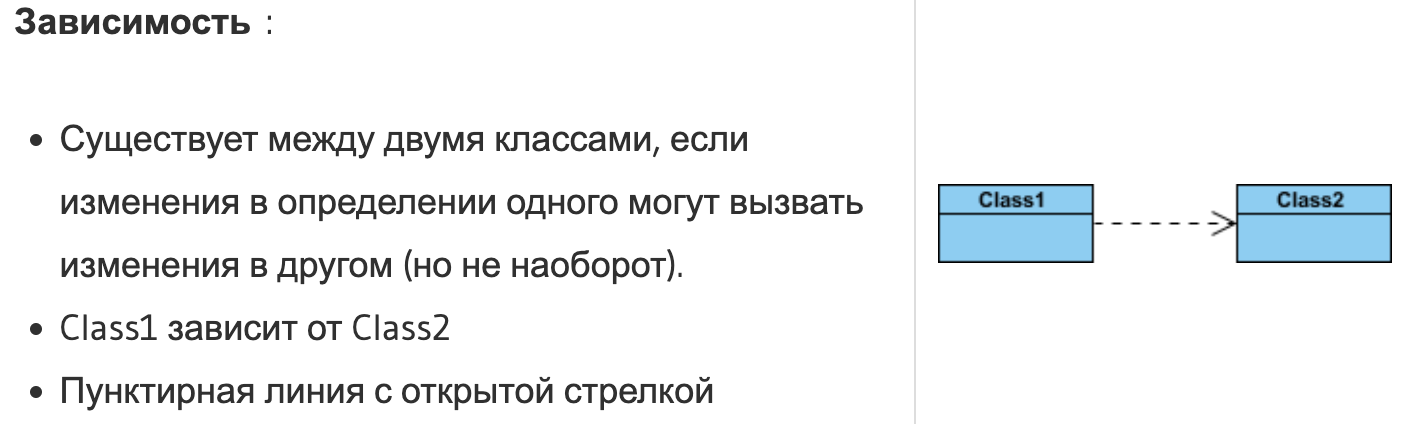 Зависимость :
• Существует между двумя классами, если
изменения в определении одного могут вызвать
изменения в другом (но не наоборот).
• Class1 зависит от Class2
• Пунктирная линия с открытой стрелкой
Class1
Class2